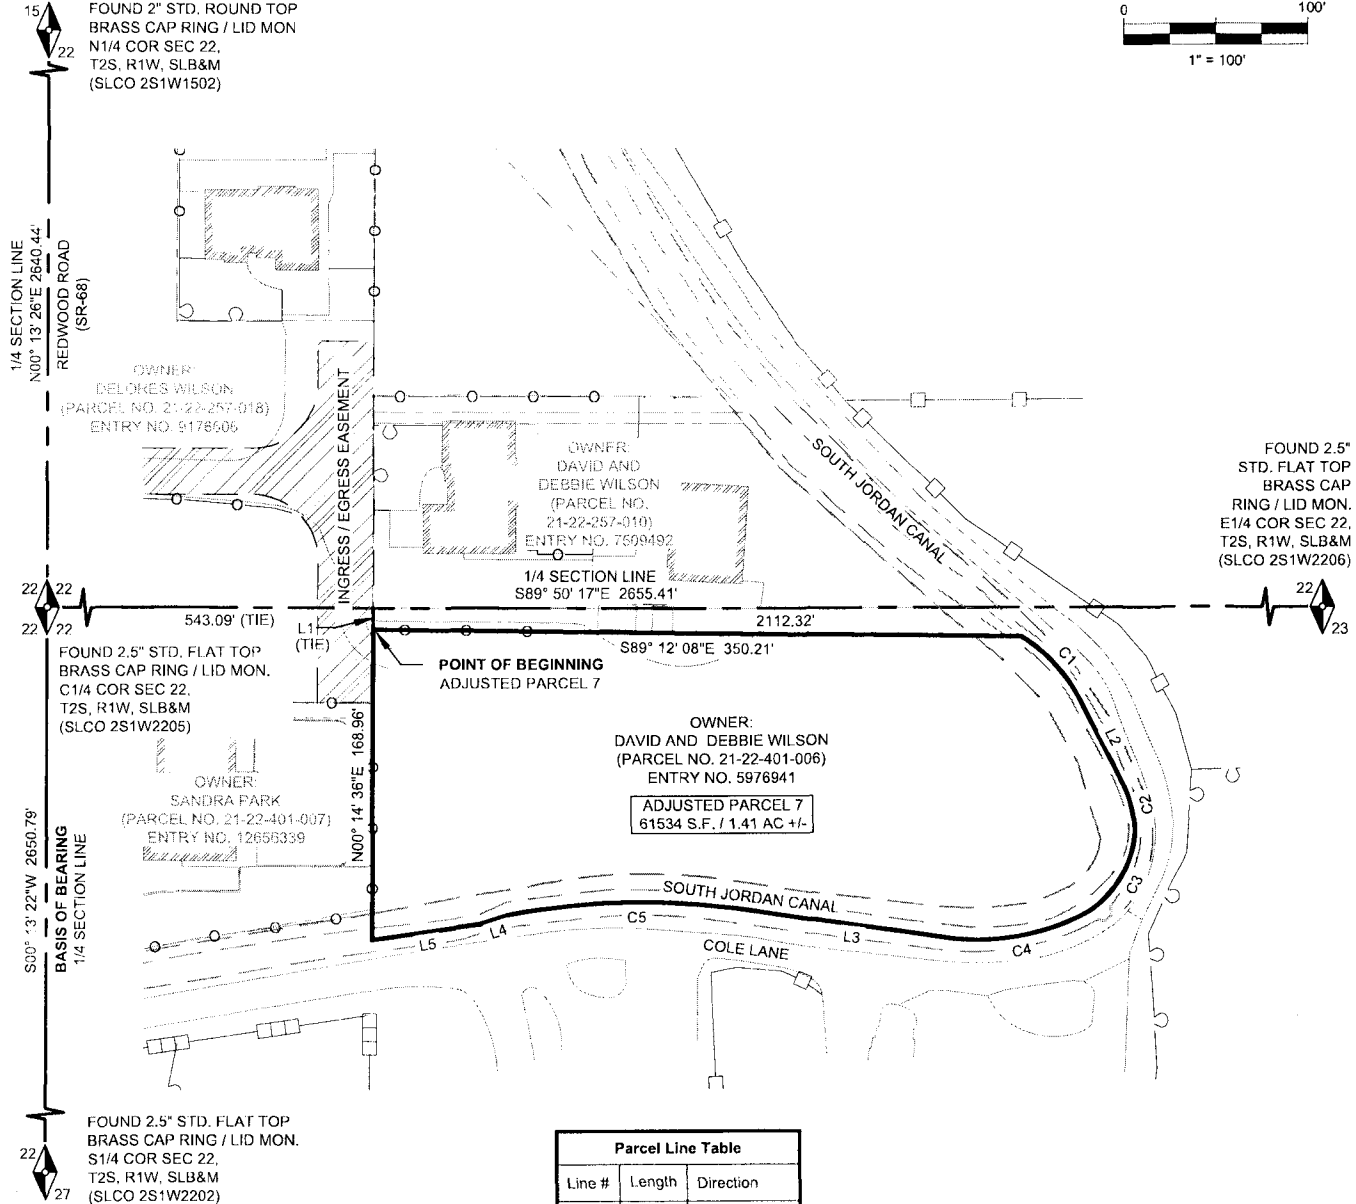 15
22
FOUND 2" STD. ROUND TOP
BRASS CAP RING / LID MON
N1/4 COR SEC 22,
T2S, R1W, SLB&M
(SLCO 2S1W1502)
0
100'
1" = 100'
1/4 SECTION LINE
N00° 13' 26"E 2640.44'
REDWOOD ROAD
(SR-68)
OWNER:
DELORES WILSON
(PARCEL NO. 21-22-257-018)
ENTRY NO. 9178606
INGRESS / EGRESS EASEMENT
OWNER:
DAVID AND
DEBBIE WILSON
(PARCEL NO.
21-22-257-010)
ENTRY NO. 7509492
SOUTH JORDAN CANAL
FOUND 2.5"
STD. FLAT TOP
BRASS CAP
RING / LID MON.
E1/4 COR SEC 22,
T2S, R1W, SLB&M
(SLCO 2S1W2206)
22
23
1/4 SECTION LINE
S89° 50' 17"E 2655.41'
22 22
22 22
543.09' (TIE)
L1
(TIE)
2112.32'
S89° 12' 08"E 350.21'
FOUND 2.5" STD. FLAT TOP
BRASS CAP RING / LID MON.
C1/4 COR SEC 22,
T2S, R1W, SLB&M
(SLCO 2S1W2205)
POINT OF BEGINNING
ADJUSTED PARCEL 7
C1
L2
C2
C3
N00° 14' 36"E 168.96'
OWNER:
DAVID AND DEBBIE WILSON
(PARCEL NO. 21-22-401-006)
ENTRY NO. 5976941
ADJUSTED PARCEL 7
61534 S.F. / 1.41 AC +/-
OWNER:
SANDRA PARK
(PARCEL NO. 21-22-401-007)
ENTRY NO. 12656339
S00° 13' 22"W 2650.79'
BASIS OF BEARING
1/4 SECTION LINE
SOUTH JORDAN CANAL
L5
L4
C5
L3
C4
COLE LANE
22
27
FOUND 2.5" STD. FLAT TOP
BRASS CAP RING / LID MON.
S1/4 COR SEC 22,
T2S, R1W, SLB&M
(SLCO 2S1W2202)
Parcel Line Table
Line # Length Direction